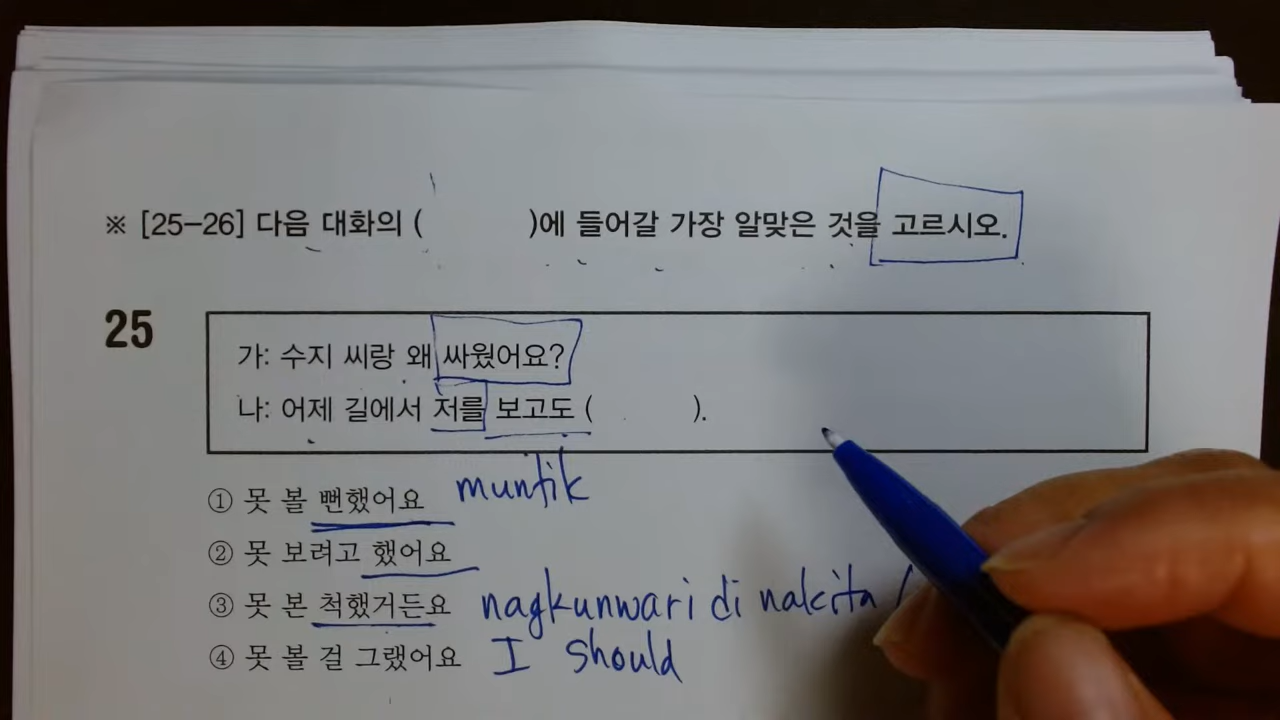 ※ [25-26] 다음 대화의 (　　　)에 들어갈 가장 알맞은 것을 고르시오.
25
가: 수지 씨랑 왜 싸웠어요?
나: 어제 길에서 저를 보고도 (　　　).
① 못 볼 뻔했어요 muntik
② 못 보려고 했어요
③ 못 본 척했거든요 nagkunwari di nakita /
④ 못 볼 걸 그랬어요 I should